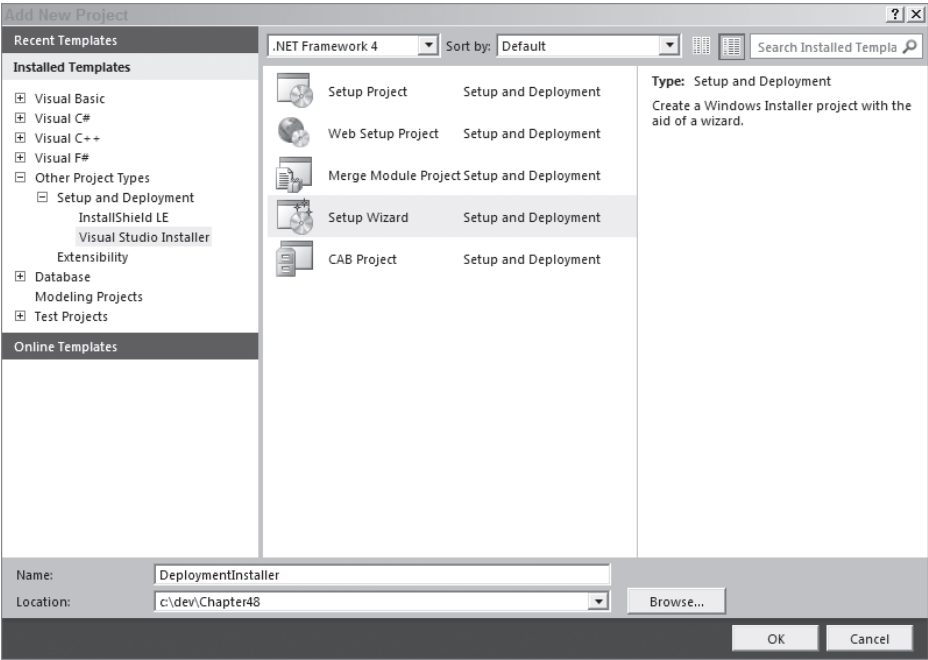 Add New Project
Recent Templates
Installed Templates
Visual Basic
Visual C#
Visual C++
Visual F#
Other Project Types
Setup and Deployment
InstallShield LE
Visual Studio Installer
Extensibility
Database
Modeling Projects
Test Projects
Online Templates
.NET Framework 4 Sort by: Default Search Installed Templa
Setup Project Setup and Deployment
Web Setup Project Setup and Deployment
Merge Module Project Setup and Deployment
Setup Wizard Setup and Deployment
CAB Project Setup and Deployment
Type: Setup and Deployment
Create a Windows Installer project with the
aid of a wizard.
Name: DeploymentInstaller
Location: c:\dev\Chapter48 Browse...
OK Cancel